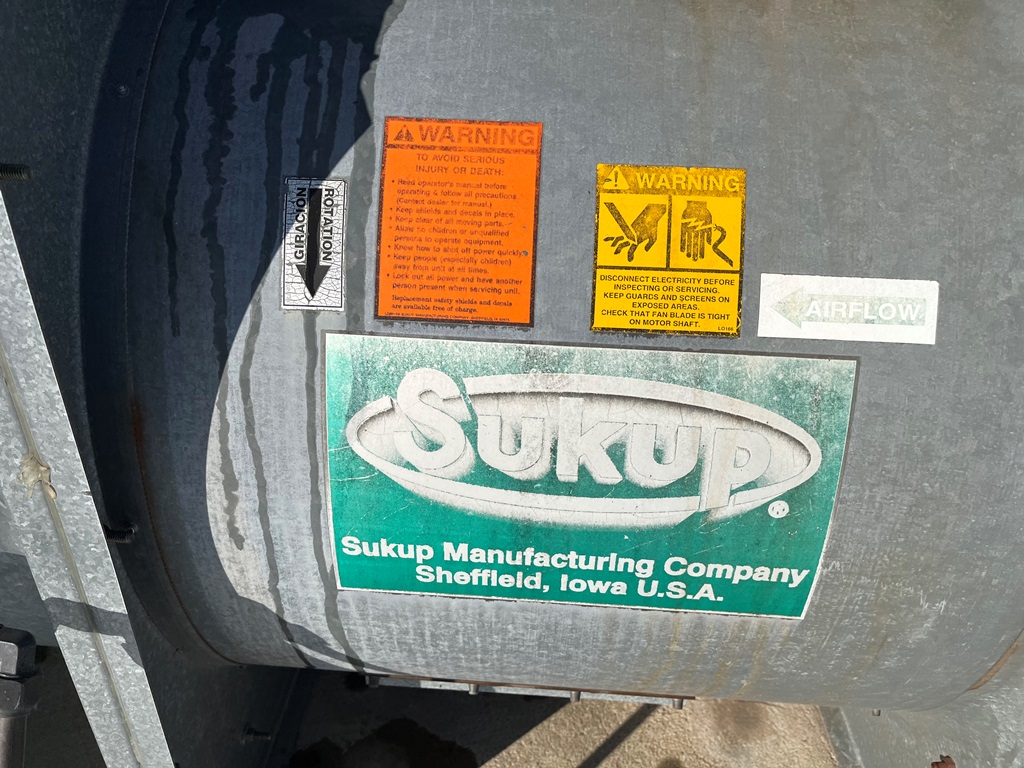 GIRACIÓN
ROTATION
WARNING
TO AVOID SERIOUS
INJURY OR DEATH:
• Read operator's manual before
operating & follow all precautions.
(Contact dealer for manual.)
• Keep shields and decals in place.
• Keep clear of all moving parts.
• Allow no children or unqualified
persons to operate equipment.
• Know how to shut off power quickly.
• Keep people (especially children)
away from unit at all times.
• Lock out all power and have another
person present when servicing unit.
Replacement safety shields and decals
are available free of charge.
WARNING
DISCONNECT ELECTRICITY BEFORE
INSPECTING OR SERVICING.
KEEP GUARDS AND SCREENS ON
EXPOSED AREAS.
CHECK THAT FAN BLADE IS TIGHT
ON MOTOR SHAFT.
AIRFLOW
Sukup®
Sukup Manufacturing Company
Sheffield, Iowa U.S.A.